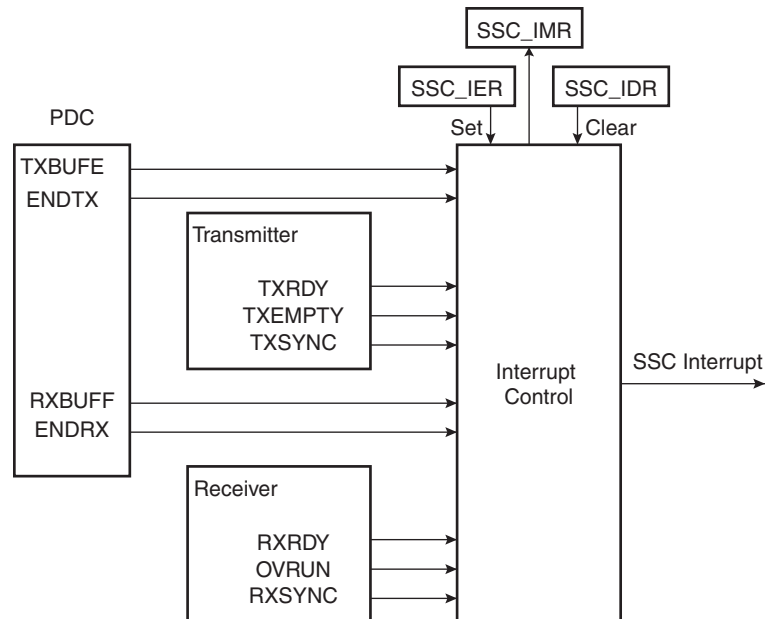 SSC_IMR
SSC_IER
SSC_IDR
PDC
Set
Clear
TXBUFE
ENDTX
Transmitter
TXRDY
TXEMPTY
TXSYNC
RXBUFF
ENDRX
Interrupt
Control
SSC Interrupt
Receiver
RXRDY
OVRUN
RXSYNC